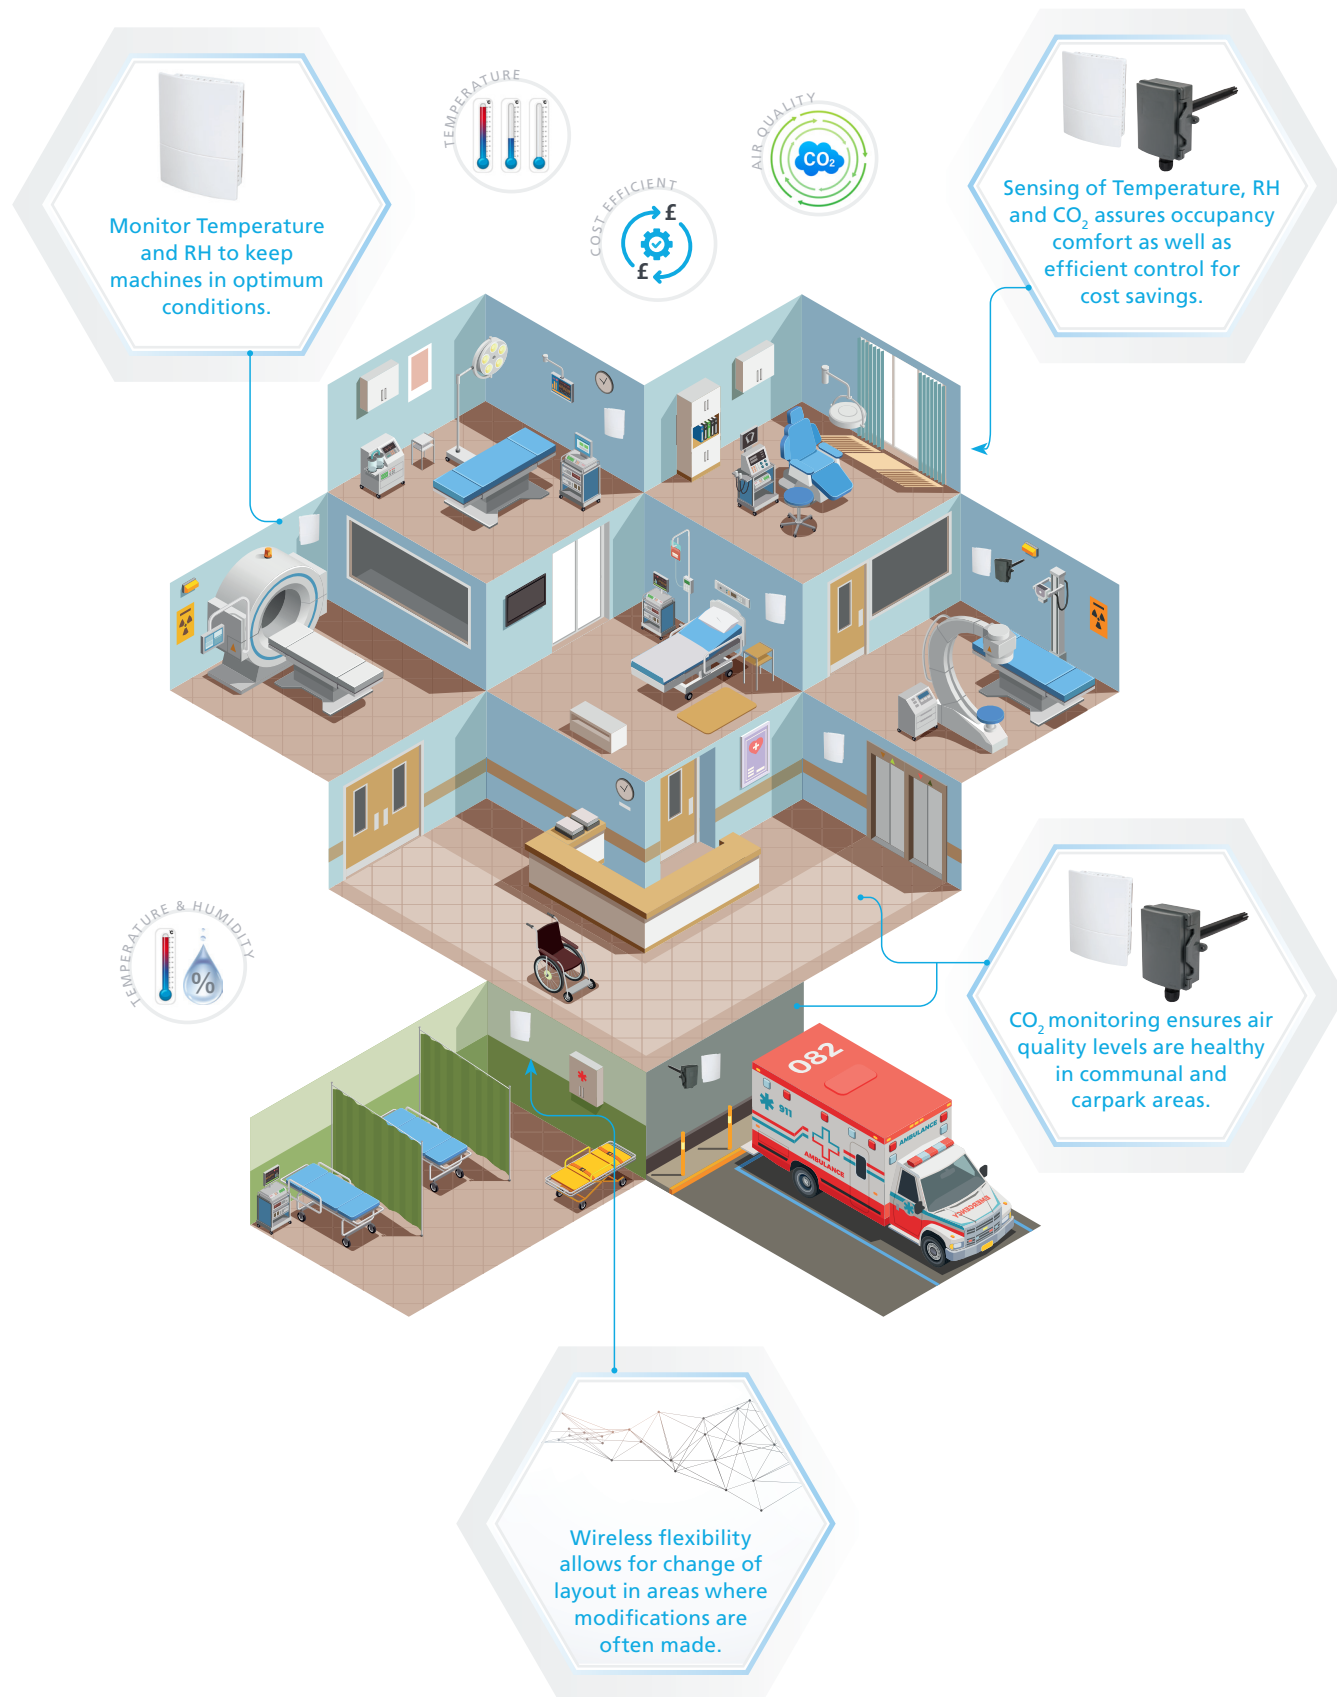 TEMPERATURE
AIR QUALITY
CO₂
COST EFFICIENT
£
£
Monitor Temperature
and RH to keep
machines in optimum
conditions.
Sensing of Temperature, RH
and CO₂ assures occupancy
comfort as well as
efficient control for
cost savings.
TEMPERATURE & HUMIDITY
%
CO₂ monitoring ensures air
quality levels are healthy
in communal and
carpark areas.
082
911
AMBULANCE
AMBULANCE
EMERGENCY
Wireless flexibility
allows for change of
layout in areas where
modifications are
often made.